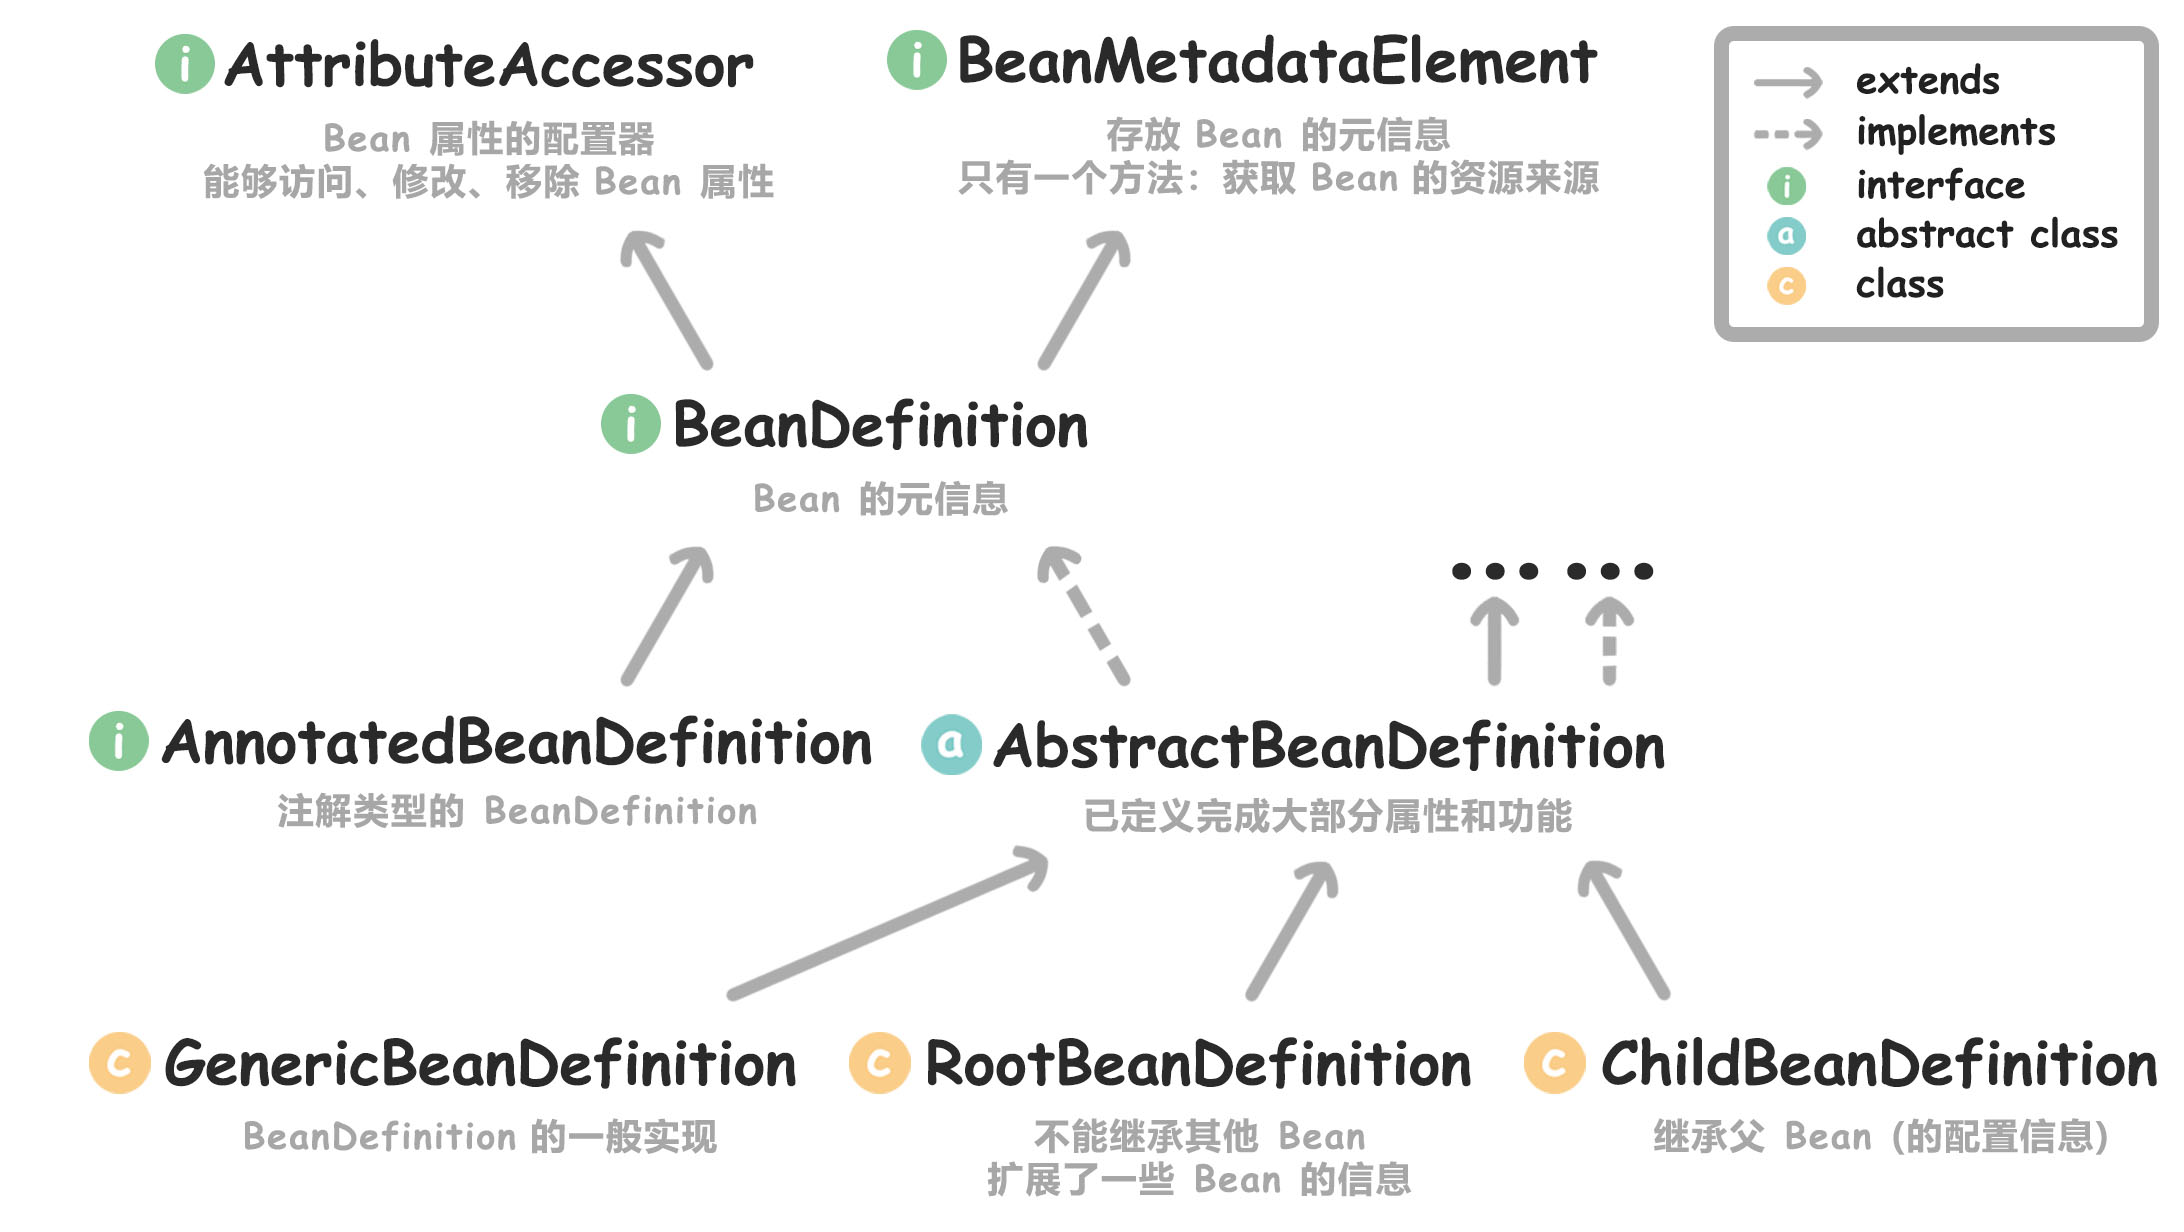 i AttributeAccessor
Bean 属性的配置器
能够访问、修改、移除 Bean 属性
i BeanMetadataElement
存放 Bean 的元信息
只有一个方法：获取 Bean 的资源来源
extends
implements
i interface
a abstract class
c class
i BeanDefinition
Bean 的元信息
i AnnotatedBeanDefinition
注解类型的 BeanDefinition
... ...
a AbstractBeanDefinition
已定义完成大部分属性和功能
c GenericBeanDefinition
BeanDefinition 的一般实现
c RootBeanDefinition
不能继承其他 Bean
扩展了一些 Bean 的信息
c ChildBeanDefinition
继承父 Bean (的配置信息)